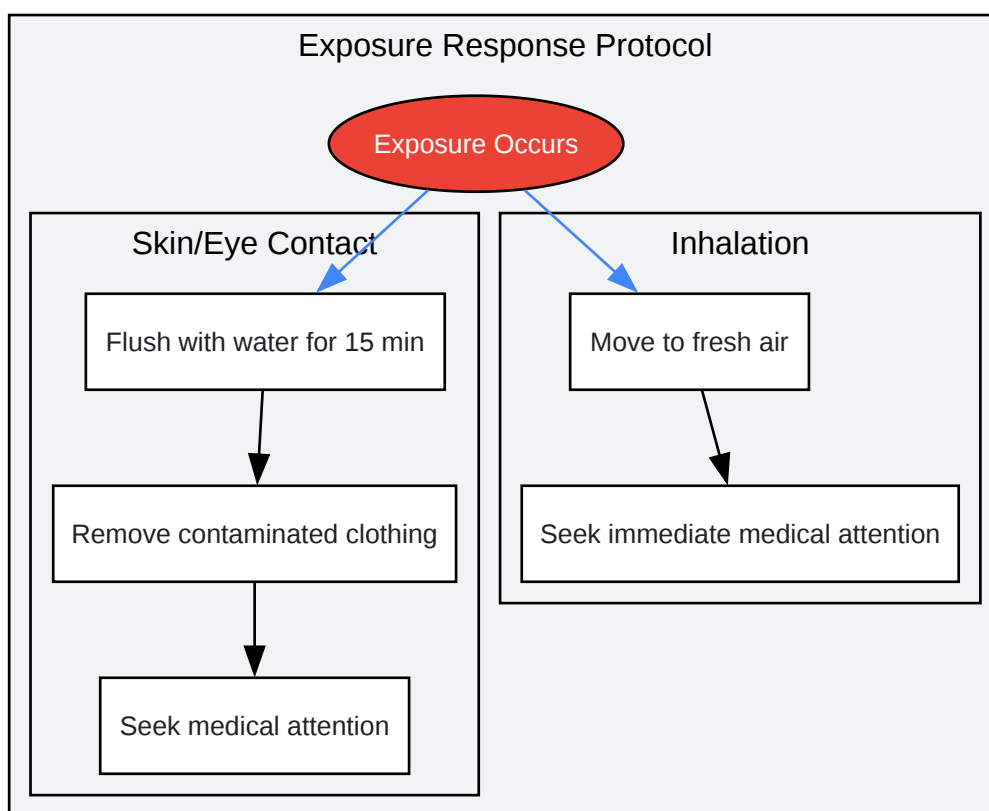 Exposure Response Protocol
Exposure Occurs
Skin/Eye Contact
Flush with water for 15 min
Remove contaminated clothing
Seek medical attention
Inhalation
Move to fresh air
Seek immediate medical attention